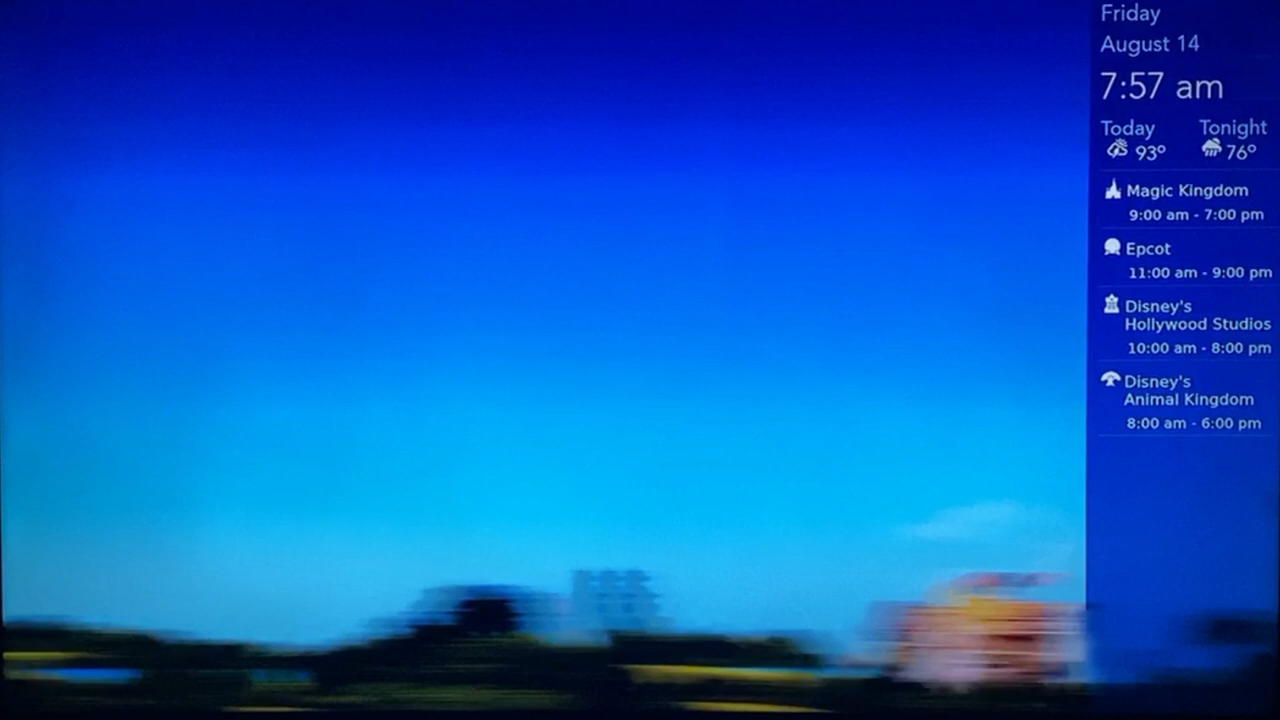 Friday
August 14
7:57 am
Today Tonight
93° 76°
Magic Kingdom
9:00 am - 7:00 pm
Epcot
11:00 am - 9:00 pm
Disney's
Hollywood Studios
10:00 am - 8:00 pm
Disney's
Animal Kingdom
8:00 am - 6:00 pm